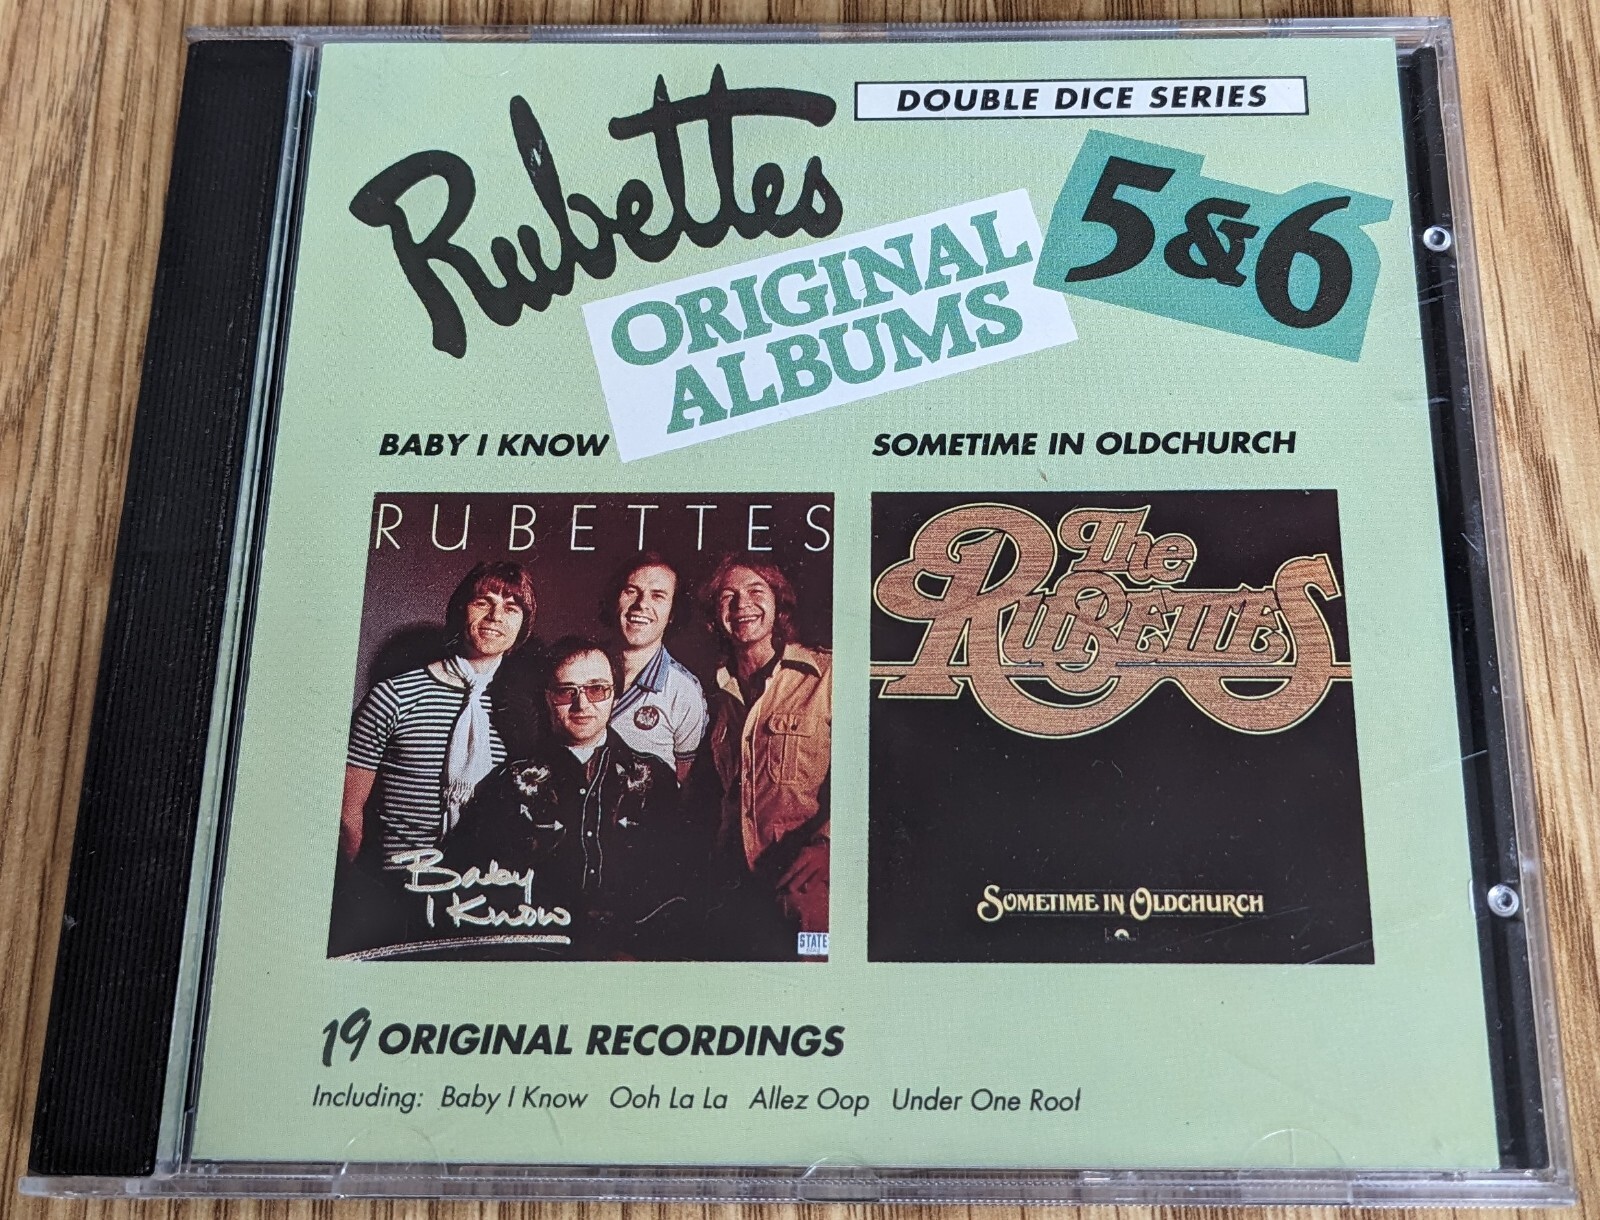 Rubettes
DOUBLE DICE SERIES
5&6
ORIGINAL
ALBUMS
BABY I KNOW
SOMETIME IN OLDCHURCH
RUBETTES
Baby
I Know
STATE
The
RUBETTES
SOMETIME IN OLDCHURCH
19 ORIGINAL RECORDINGS
Including: Baby I Know Ooh La La Allez Oop Under One Roof